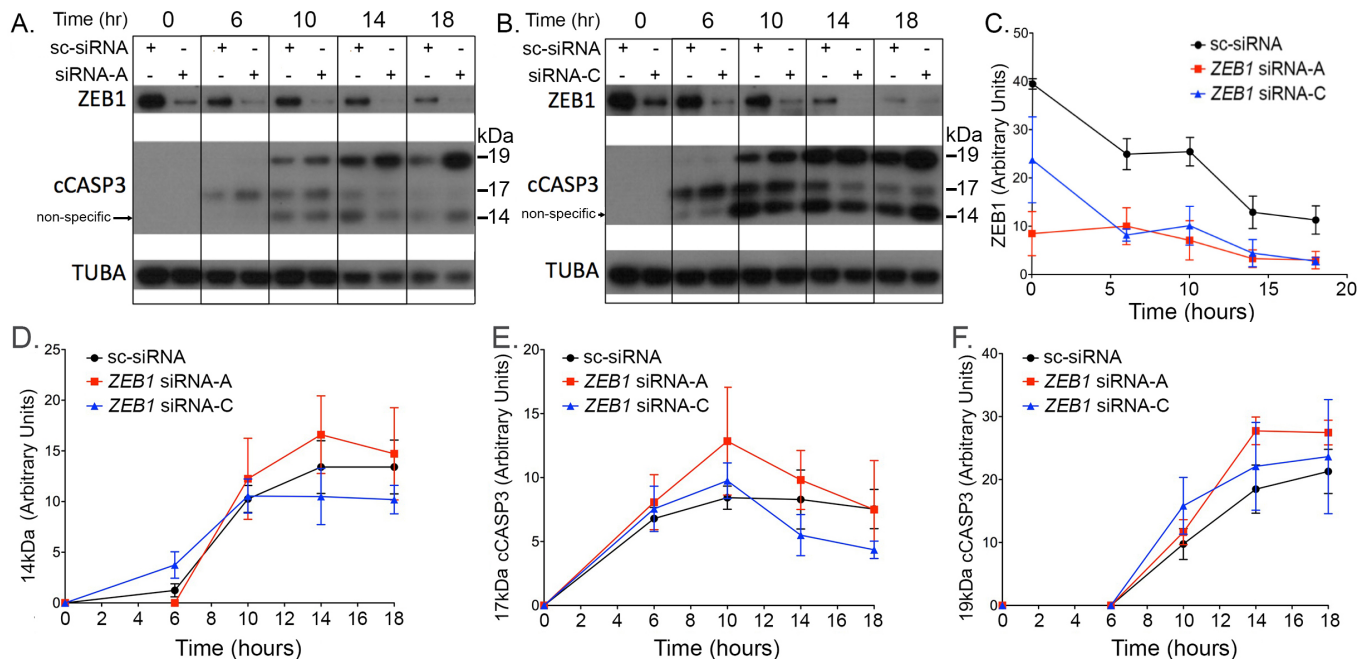 A. Time (hr) 0 6 10 14 18
sc-siRNA + - + - + - + - + -
siRNA-A - + - + - + - + - +
ZEB1
kDa
–19
cCASP3 –17
non-specific –14
TUBA
B. Time (hr) 0 6 10 14 18
sc-siRNA + - + - + - + - + -
siRNA-C - + - + - + - + - +
ZEB1
kDa
–19
cCASP3 –17
non-specific –14
TUBA
C.
50
40
30
20
10
0
ZEB1 (Arbitrary Units)
sc-siRNA
ZEB1 siRNA-A
ZEB1 siRNA-C
0 5 10 15 20
Time (hours)
D.
25
20
15
10
5
0
14kDa (Arbitrary Units)
sc-siRNA
ZEB1 siRNA-A
ZEB1 siRNA-C
0 2 4 6 8 10 12 14 16 18
Time (hours)
E.
20
15
10
5
0
17kDa cCASP3 (Arbitrary Units)
sc-siRNA
ZEB1 siRNA-A
ZEB1 siRNA-C
0 2 4 6 8 10 12 14 16 18
Time (hours)
F.
40
30
20
10
0
19kDa cCASP3 (Arbitrary Units)
sc-siRNA
ZEB1 siRNA-A
ZEB1 siRNA-C
0 2 4 6 8 10 12 14 16 18
Time (hours)